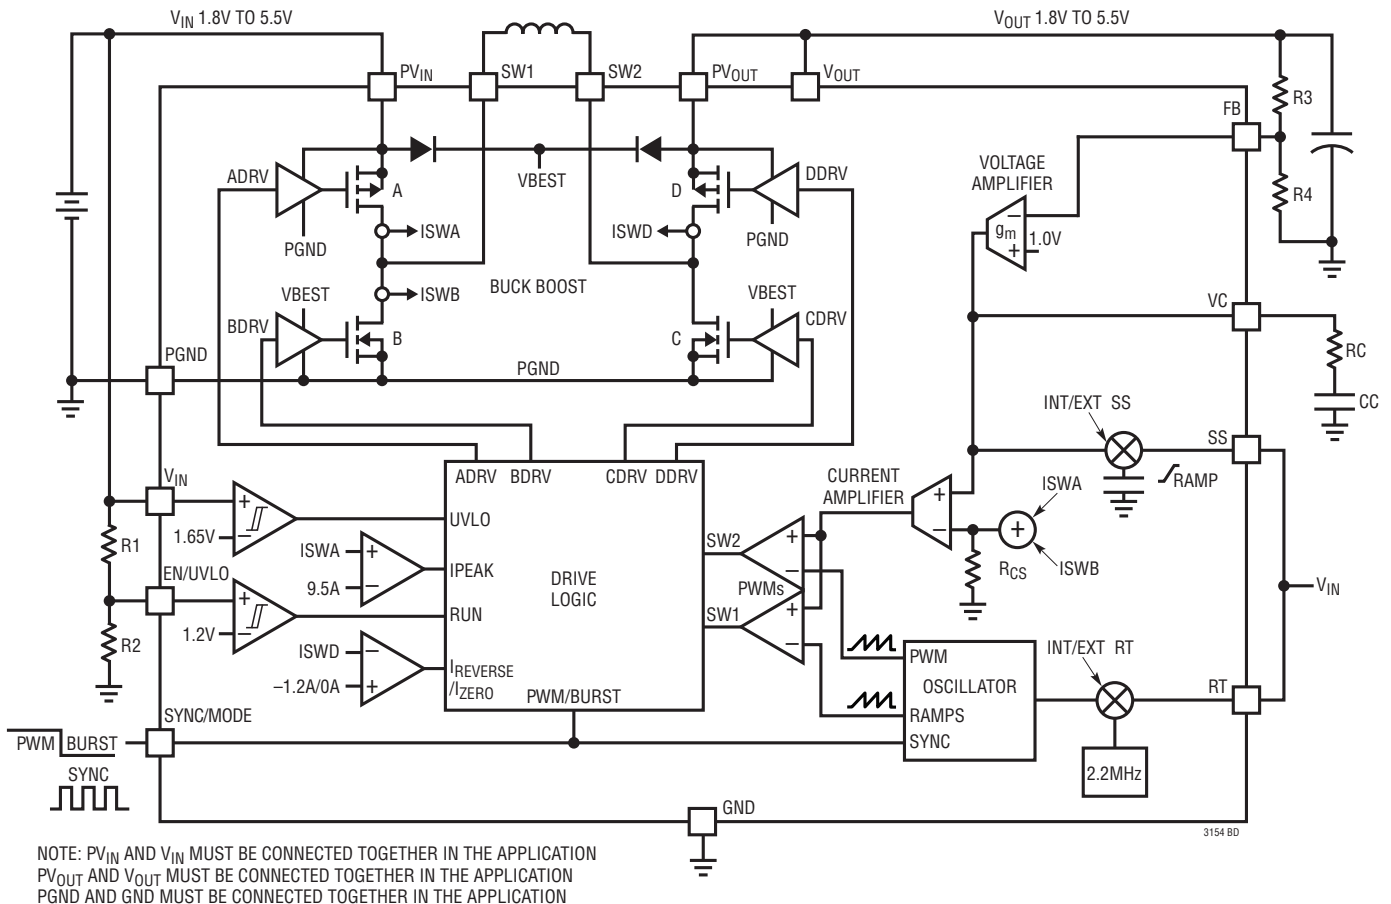 VIN 1.8V TO 5.5V
VOUT 1.8V TO 5.5V
PVIN
SW1
SW2
PVOUT
VOUT
R3
FB
VOLTAGE
AMPLIFIER
ADRV
A
VBEST
D
DDRV
R4
gm
−
+
1.0V
ISWA
ISWD
PGND
PGND
BUCK BOOST
VBEST
ISWB
VBEST
VC
BDRV
B
C
CDRV
RC
PGND
PGND
CC
INT/EXT SS
SS
VIN
ADRV
BDRV
CDRV
DDRV
CURRENT
AMPLIFIER
RAMP
ISWA
+
−
1.65V
UVLO
+
−
+
R1
ISWA
+
9.5A
−
IPEAK
SW2
+
−
RCS
ISWB
EN/UVLO
DRIVE
LOGIC
PWMs
VIN
+
−
1.2V
RUN
SW1
+
−
R2
ISWD
−
−1.2A/0A
+
IREVERSE
/IZERO
PWM
OSCILLATOR
RAMPS
SYNC
INT/EXT RT
RT
PWM/BURST
SYNC/MODE
PWM
BURST
SYNC
2.2MHz
GND
3154 BD
NOTE: PVIN AND VIN MUST BE CONNECTED TOGETHER IN THE APPLICATION
PVOUT AND VOUT MUST BE CONNECTED TOGETHER IN THE APPLICATION
PGND AND GND MUST BE CONNECTED TOGETHER IN THE APPLICATION